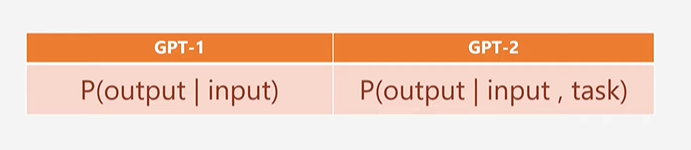 GPT-1 GPT-2
P(output | input) P(output | input , task)